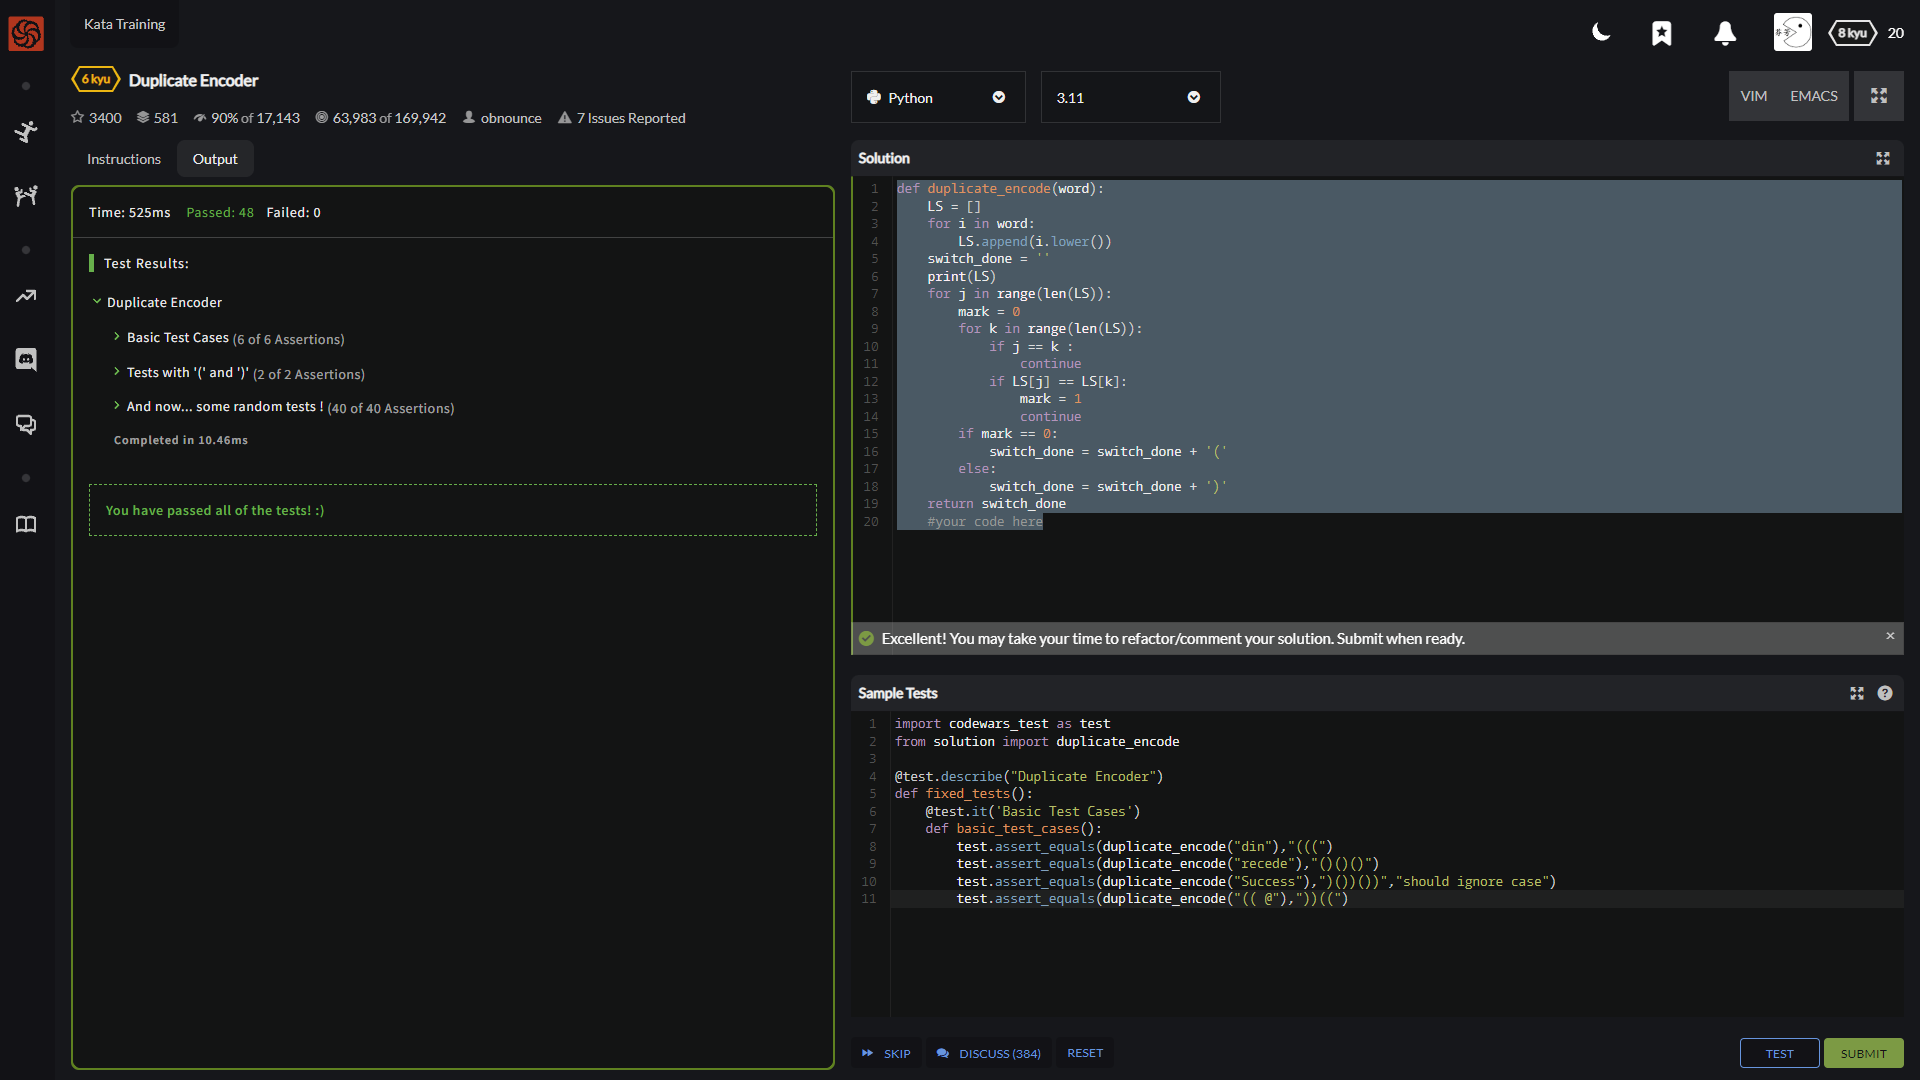 Kata Training
8 kyu 20
6 kyu Duplicate Encoder
3400 581 90% of 17,143 63,983 of 169,942 obnounce 7 Issues Reported
Instructions Output
Time: 525ms Passed: 48 Failed: 0
Test Results:
Duplicate Encoder
Basic Test Cases (6 of 6 Assertions)
Tests with '(' and ')' (2 of 2 Assertions)
And now... some random tests ! (40 of 40 Assertions)
Completed in 10.46ms
You have passed all of the tests! :)
Python 3.11 VIM EMACS
Solution
1 def duplicate_encode(word):
2     LS = []
3     for i in word:
4         LS.append(i.lower())
5     switch_done = ''
6     print(LS)
7     for j in range(len(LS)):
8         mark = 0
9         for k in range(len(LS)):
10             if j == k :
11                 continue
12             if LS[j] == LS[k]:
13                 mark = 1
14                 continue
15         if mark == 0:
16             switch_done = switch_done + '('
17         else:
18             switch_done = switch_done + ')'
19     return switch_done
20     #your code here
Excellent! You may take your time to refactor/comment your solution. Submit when ready. ×
Sample Tests ?
1 import codewars_test as test
2 from solution import duplicate_encode
3
4 @test.describe("Duplicate Encoder")
5 def fixed_tests():
6     @test.it('Basic Test Cases')
7     def basic_test_cases():
8         test.assert_equals(duplicate_encode("din"),"(((")
9         test.assert_equals(duplicate_encode("recede"),"()()()")
10         test.assert_equals(duplicate_encode("Success"),")())())","should ignore case")
11         test.assert_equals(duplicate_encode("(( @"),"))((")
SKIP DISCUSS (384) RESET TEST SUBMIT